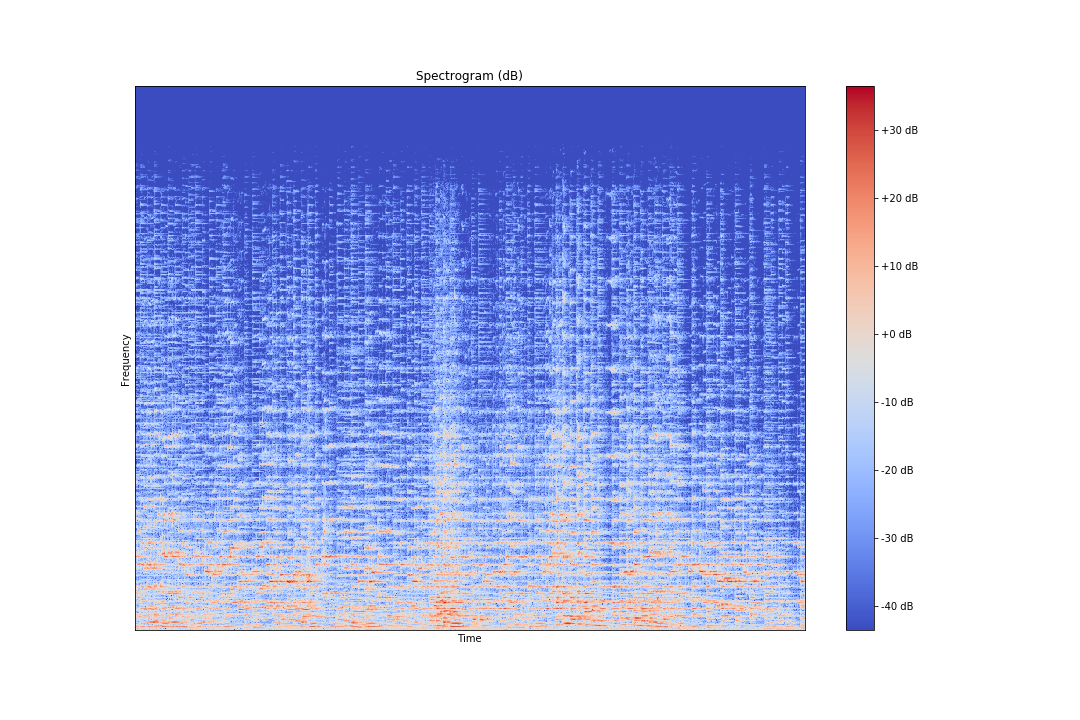 Spectrogram (dB)
Frequency
Time
+30 dB
+20 dB
+10 dB
+0 dB
-10 dB
-20 dB
-30 dB
-40 dB